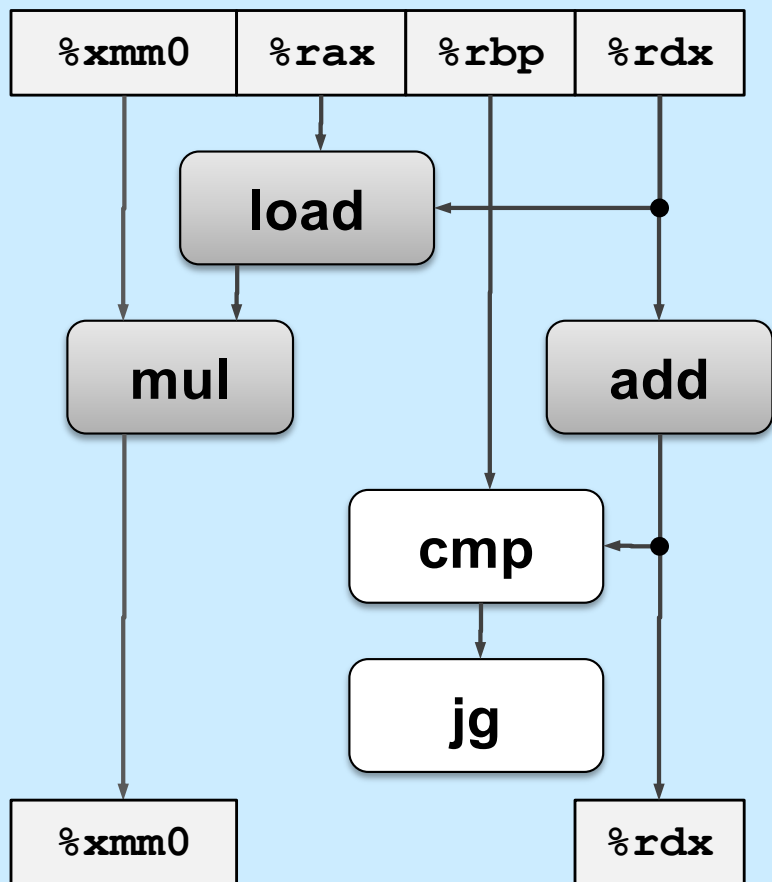 %xmm0 %rax %rbp %rdx
load
mul add
cmp
jg
%xmm0 %rdx